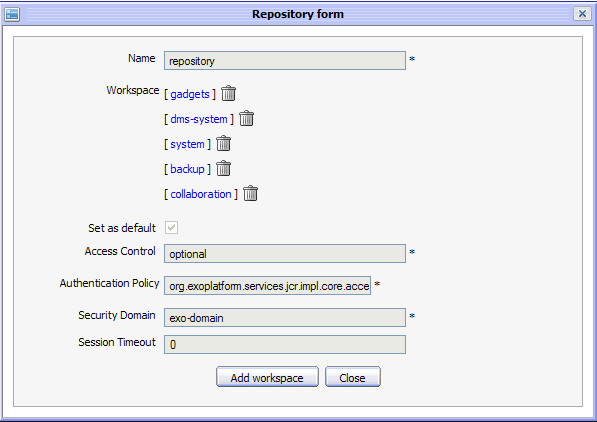 Repository form
Name repository *
Workspace [ gadgets ]
[ dms-system ]
[ system ]
[ backup ]
[ collaboration ]
Set as default
Access Control optional *
Authentication Policy org.exoplatform.services.jcr.impl.core.acce *
Security Domain exo-domain *
Session Timeout 0
Add workspace Close